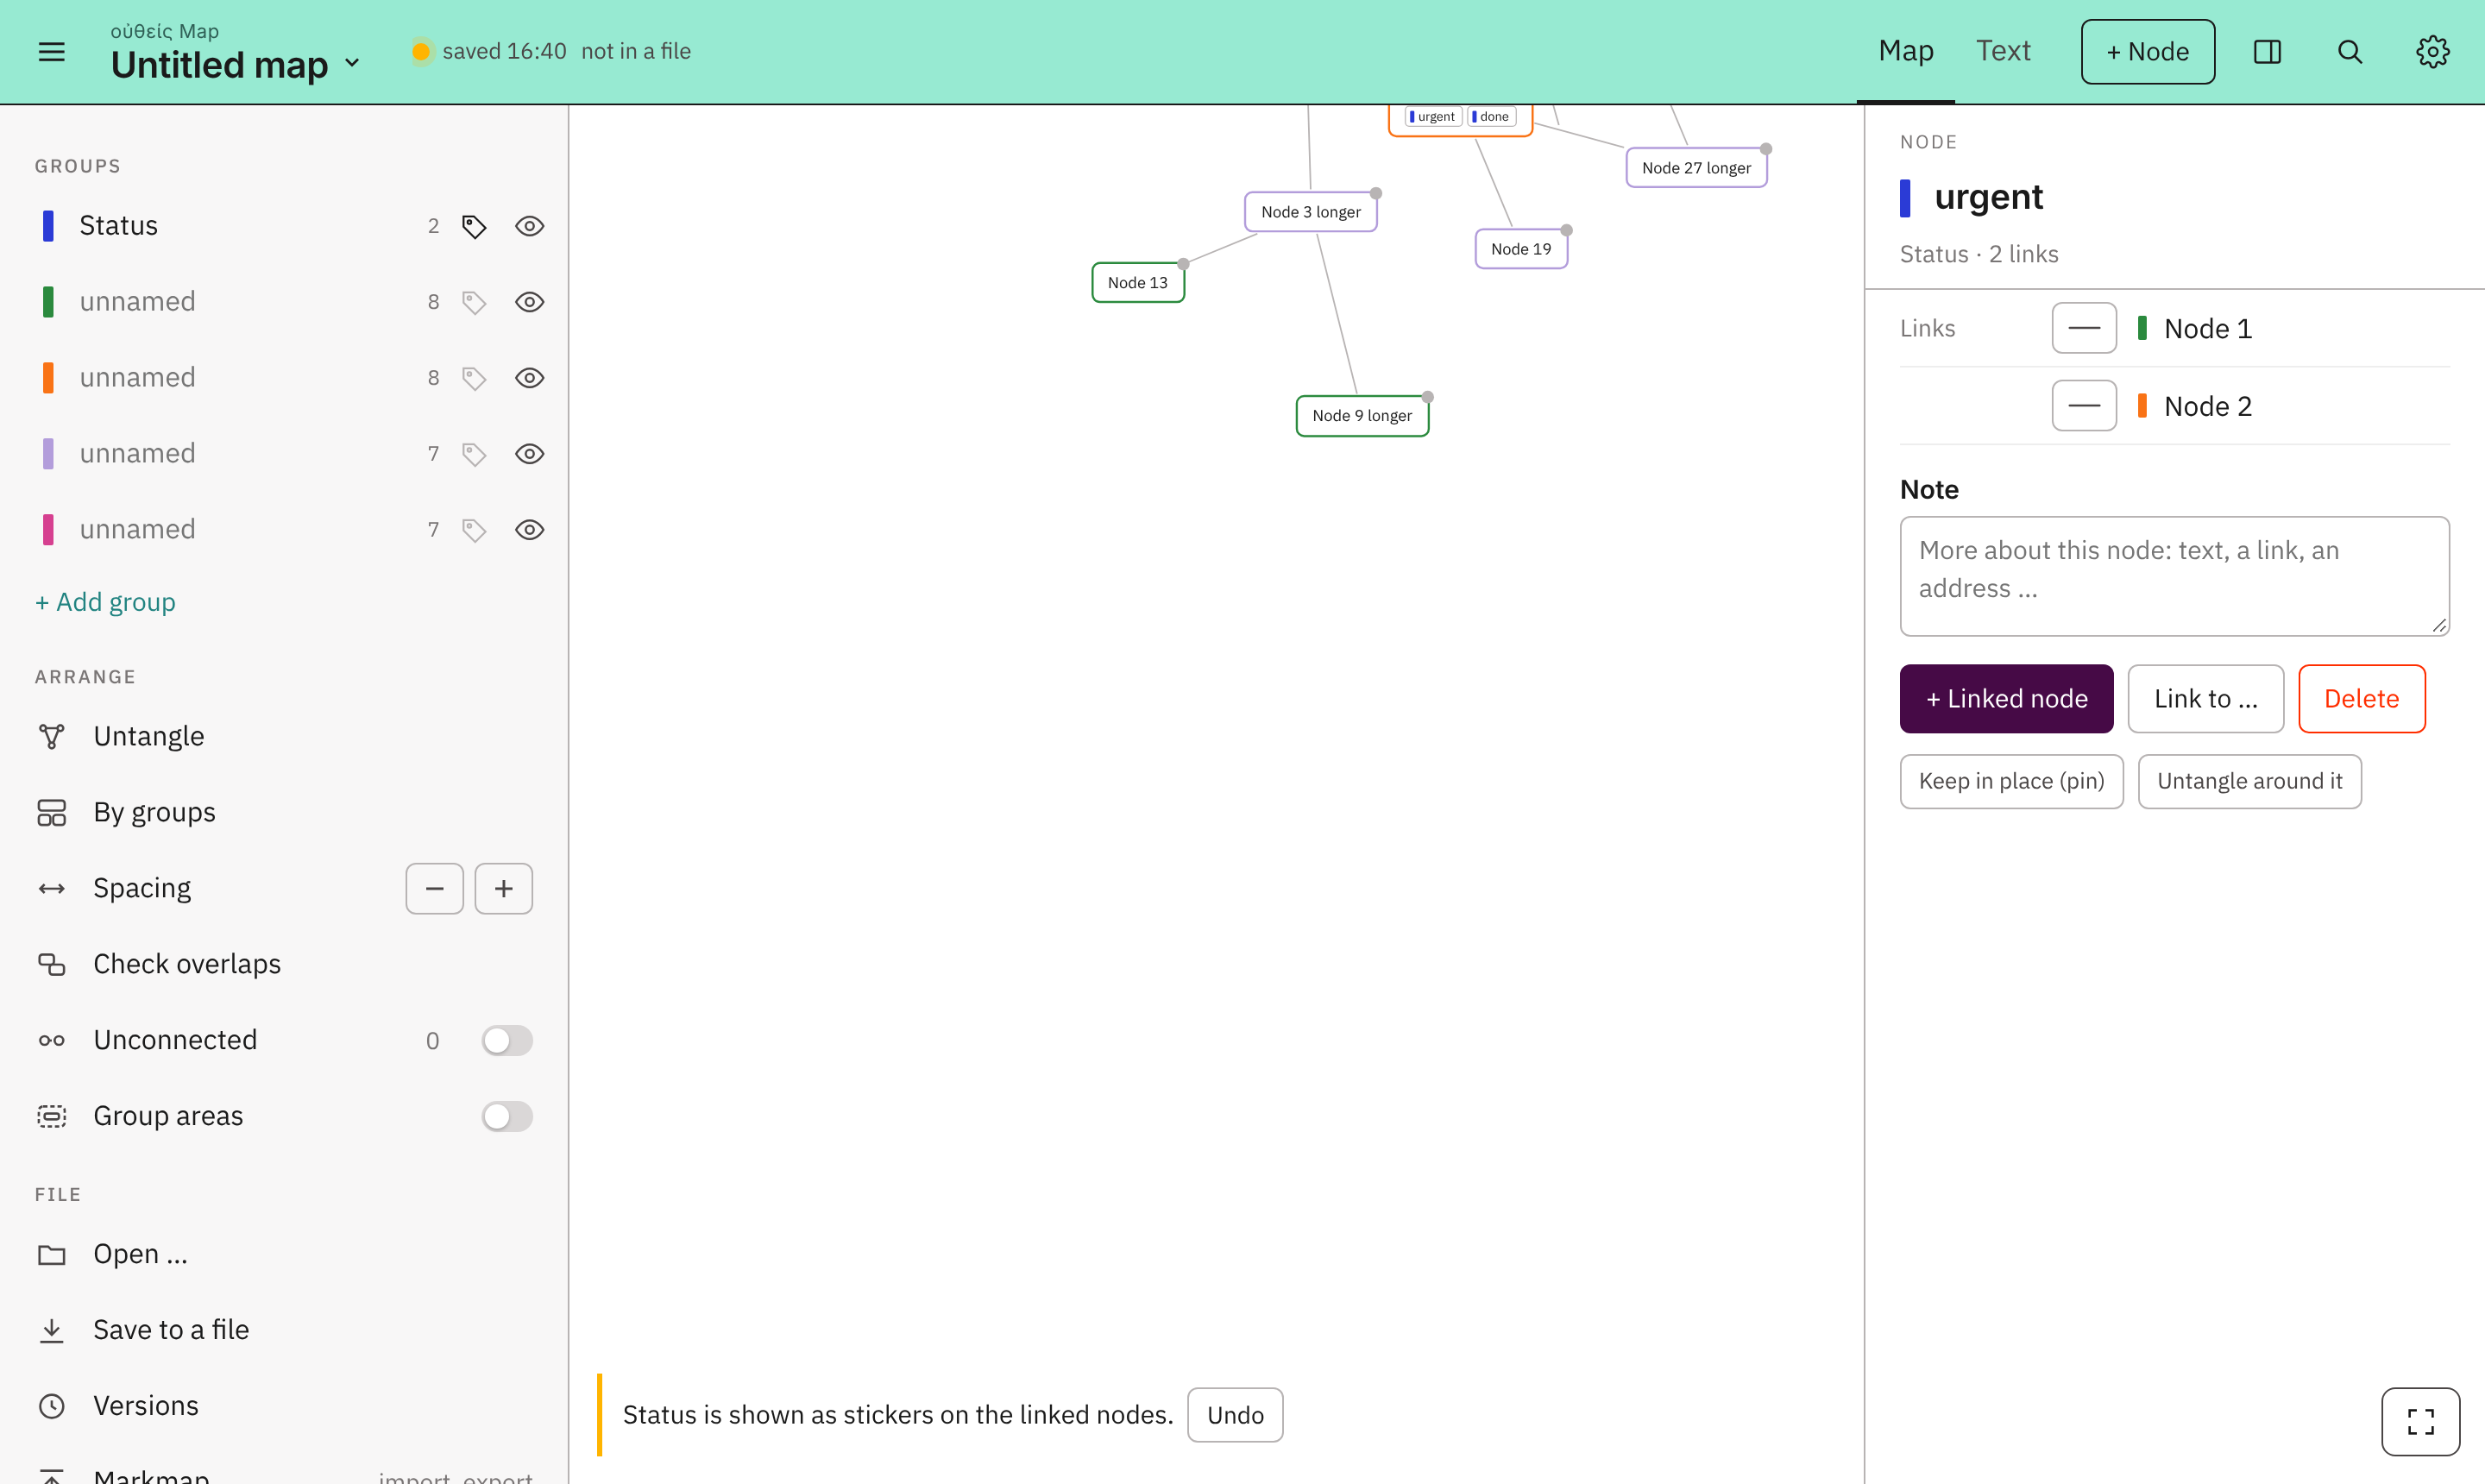 οὐθείς Map
Untitled map
saved 16:40 not in a file
Map
Text
+ Node
GROUPS
Status 2
unnamed 8
unnamed 8
unnamed 7
unnamed 7
+ Add group
ARRANGE
Untangle
By groups
Spacing
Check overlaps
Unconnected 0
Group areas
FILE
Open ...
Save to a file
Versions
Markmap import, export
urgent done
Node 27 longer
Node 3 longer
Node 19
Node 13
Node 9 longer
Status is shown as stickers on the linked nodes.
Undo
NODE
urgent
Status · 2 links
Links Node 1
Node 2
Note
More about this node: text, a link, an
address ...
+ Linked node
Link to ...
Delete
Keep in place (pin)
Untangle around it